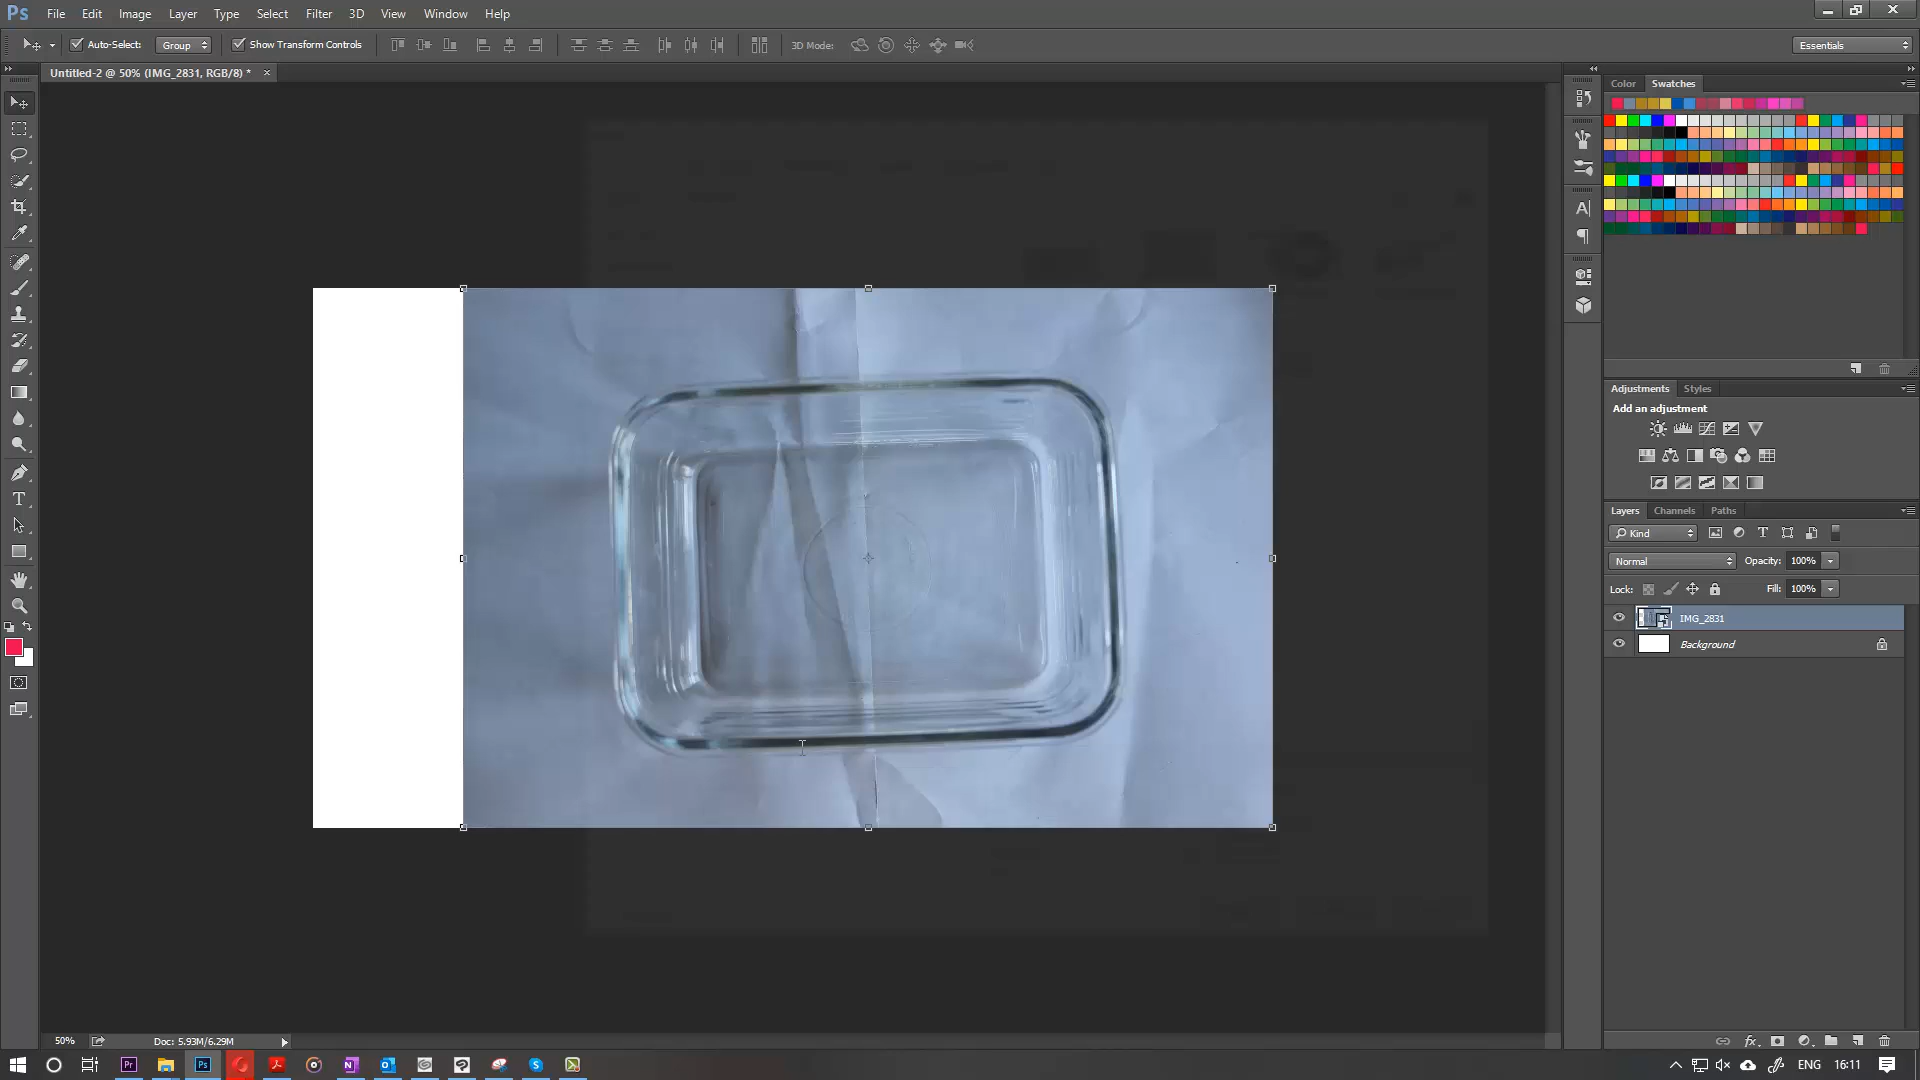 Ps File Edit Image Layer Type Select Filter 3D View Window Help
Auto-Select: Group Show Transform Controls 3D Mode: Essentials
Untitled-2 @ 50% (IMG_2831, RGB/8) * ×
Color Swatches
Adjustments Styles
Add an adjustment
Layers Channels Paths
Kind
Normal Opacity: 100%
Lock: Fill: 100%
IMG_2831
Background
50% Doc: 5.93M/6.29M
ENG 16:11